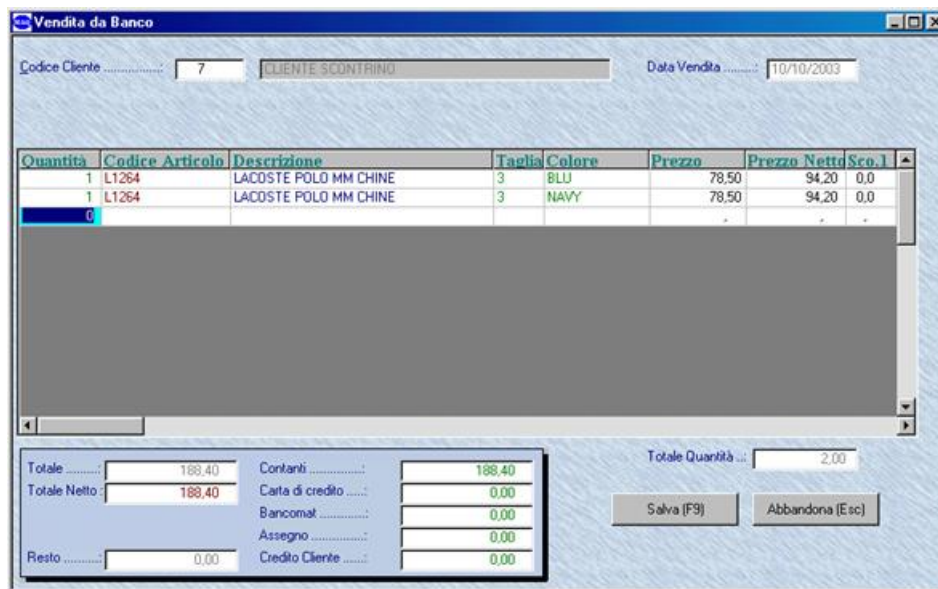 Vendita da Banco
Codice Cliente ................: 7 CLIENTE SCONTRINO Data Vendita ........: 10/10/2003
Quantità Codice Articolo Descrizione Taglia Colore Prezzo Prezzo Netto Sco.1
1 L1264 LACOSTE POLO MM CHINE 3 BLU 78,50 94,20 0,0
1 L1264 LACOSTE POLO MM CHINE 3 NAVY 78,50 94,20 0,0
0 , , ,
Totale .........: 188,40 Contanti ...............: 188,40 Totale Quantità ..: 2,00
Totale Netto : 188,40 Carta di credito .....: 0,00
Bancomat .............: 0,00 Salva (F9) Abbandona (Esc)
Assegno ..............: 0,00
Resto ..........: 0,00 Credito Cliente ......: 0,00